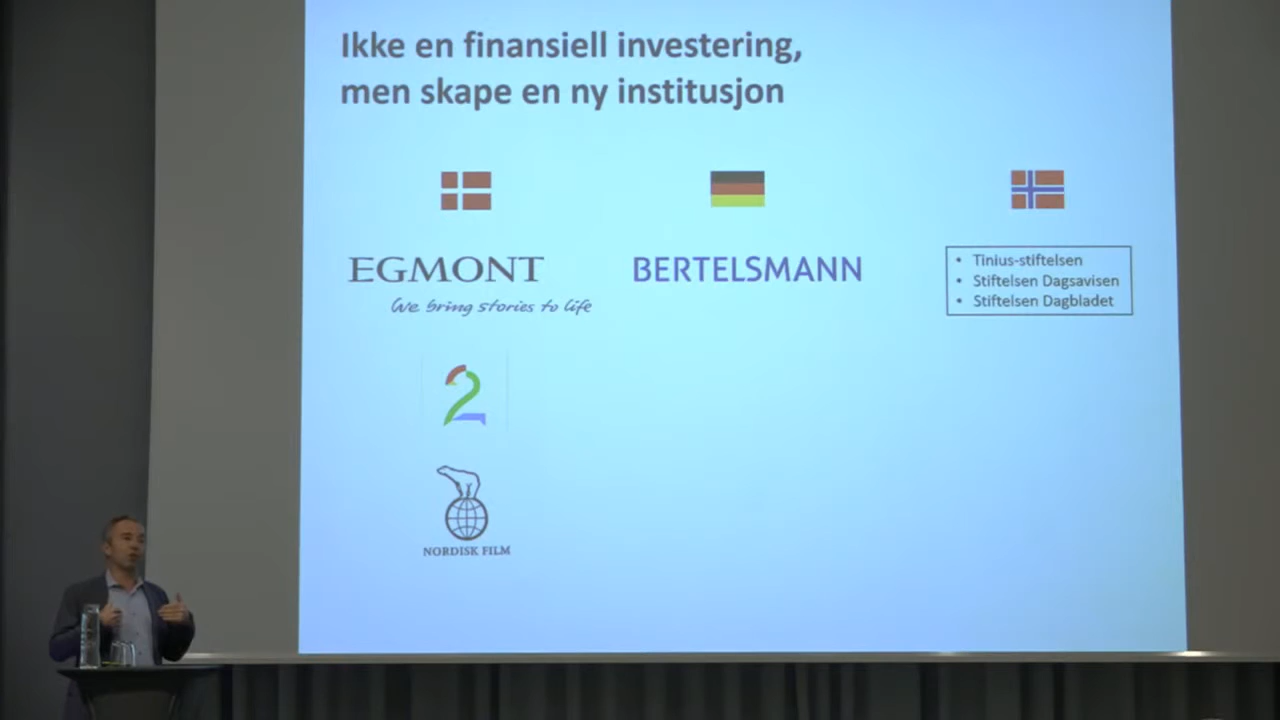 Ikke en finansiell investering,
men skape en ny institusjon
EGMONT
We bring stories to life
BERTELSMANN
• Tinius-stiftelsen
• Stiftelsen Dagsavisen
• Stiftelsen Dagbladet
2
NORDISK FILM